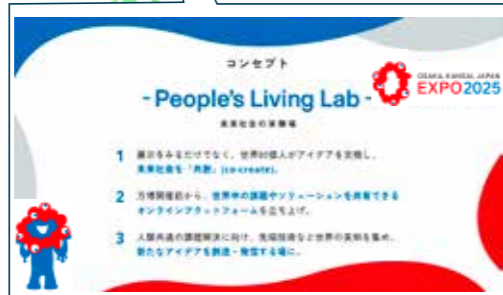 コンセプト
OSAKA, KANSAI, JAPAN
EXPO2025
- People's Living Lab -
未来社会の実験場
1 展示をみるだけでなく、世界80億人がアイデアを交換し、
未来社会を「共創」(co-create)。
2 万博開催前から、世界中の課題やソリューションを共有できる
オンラインプラットフォームを立ち上げ。
3 人類共通の課題解決に向け、先端技術など世界の英知を集め、
新たなアイデアを創造・発信する場に。